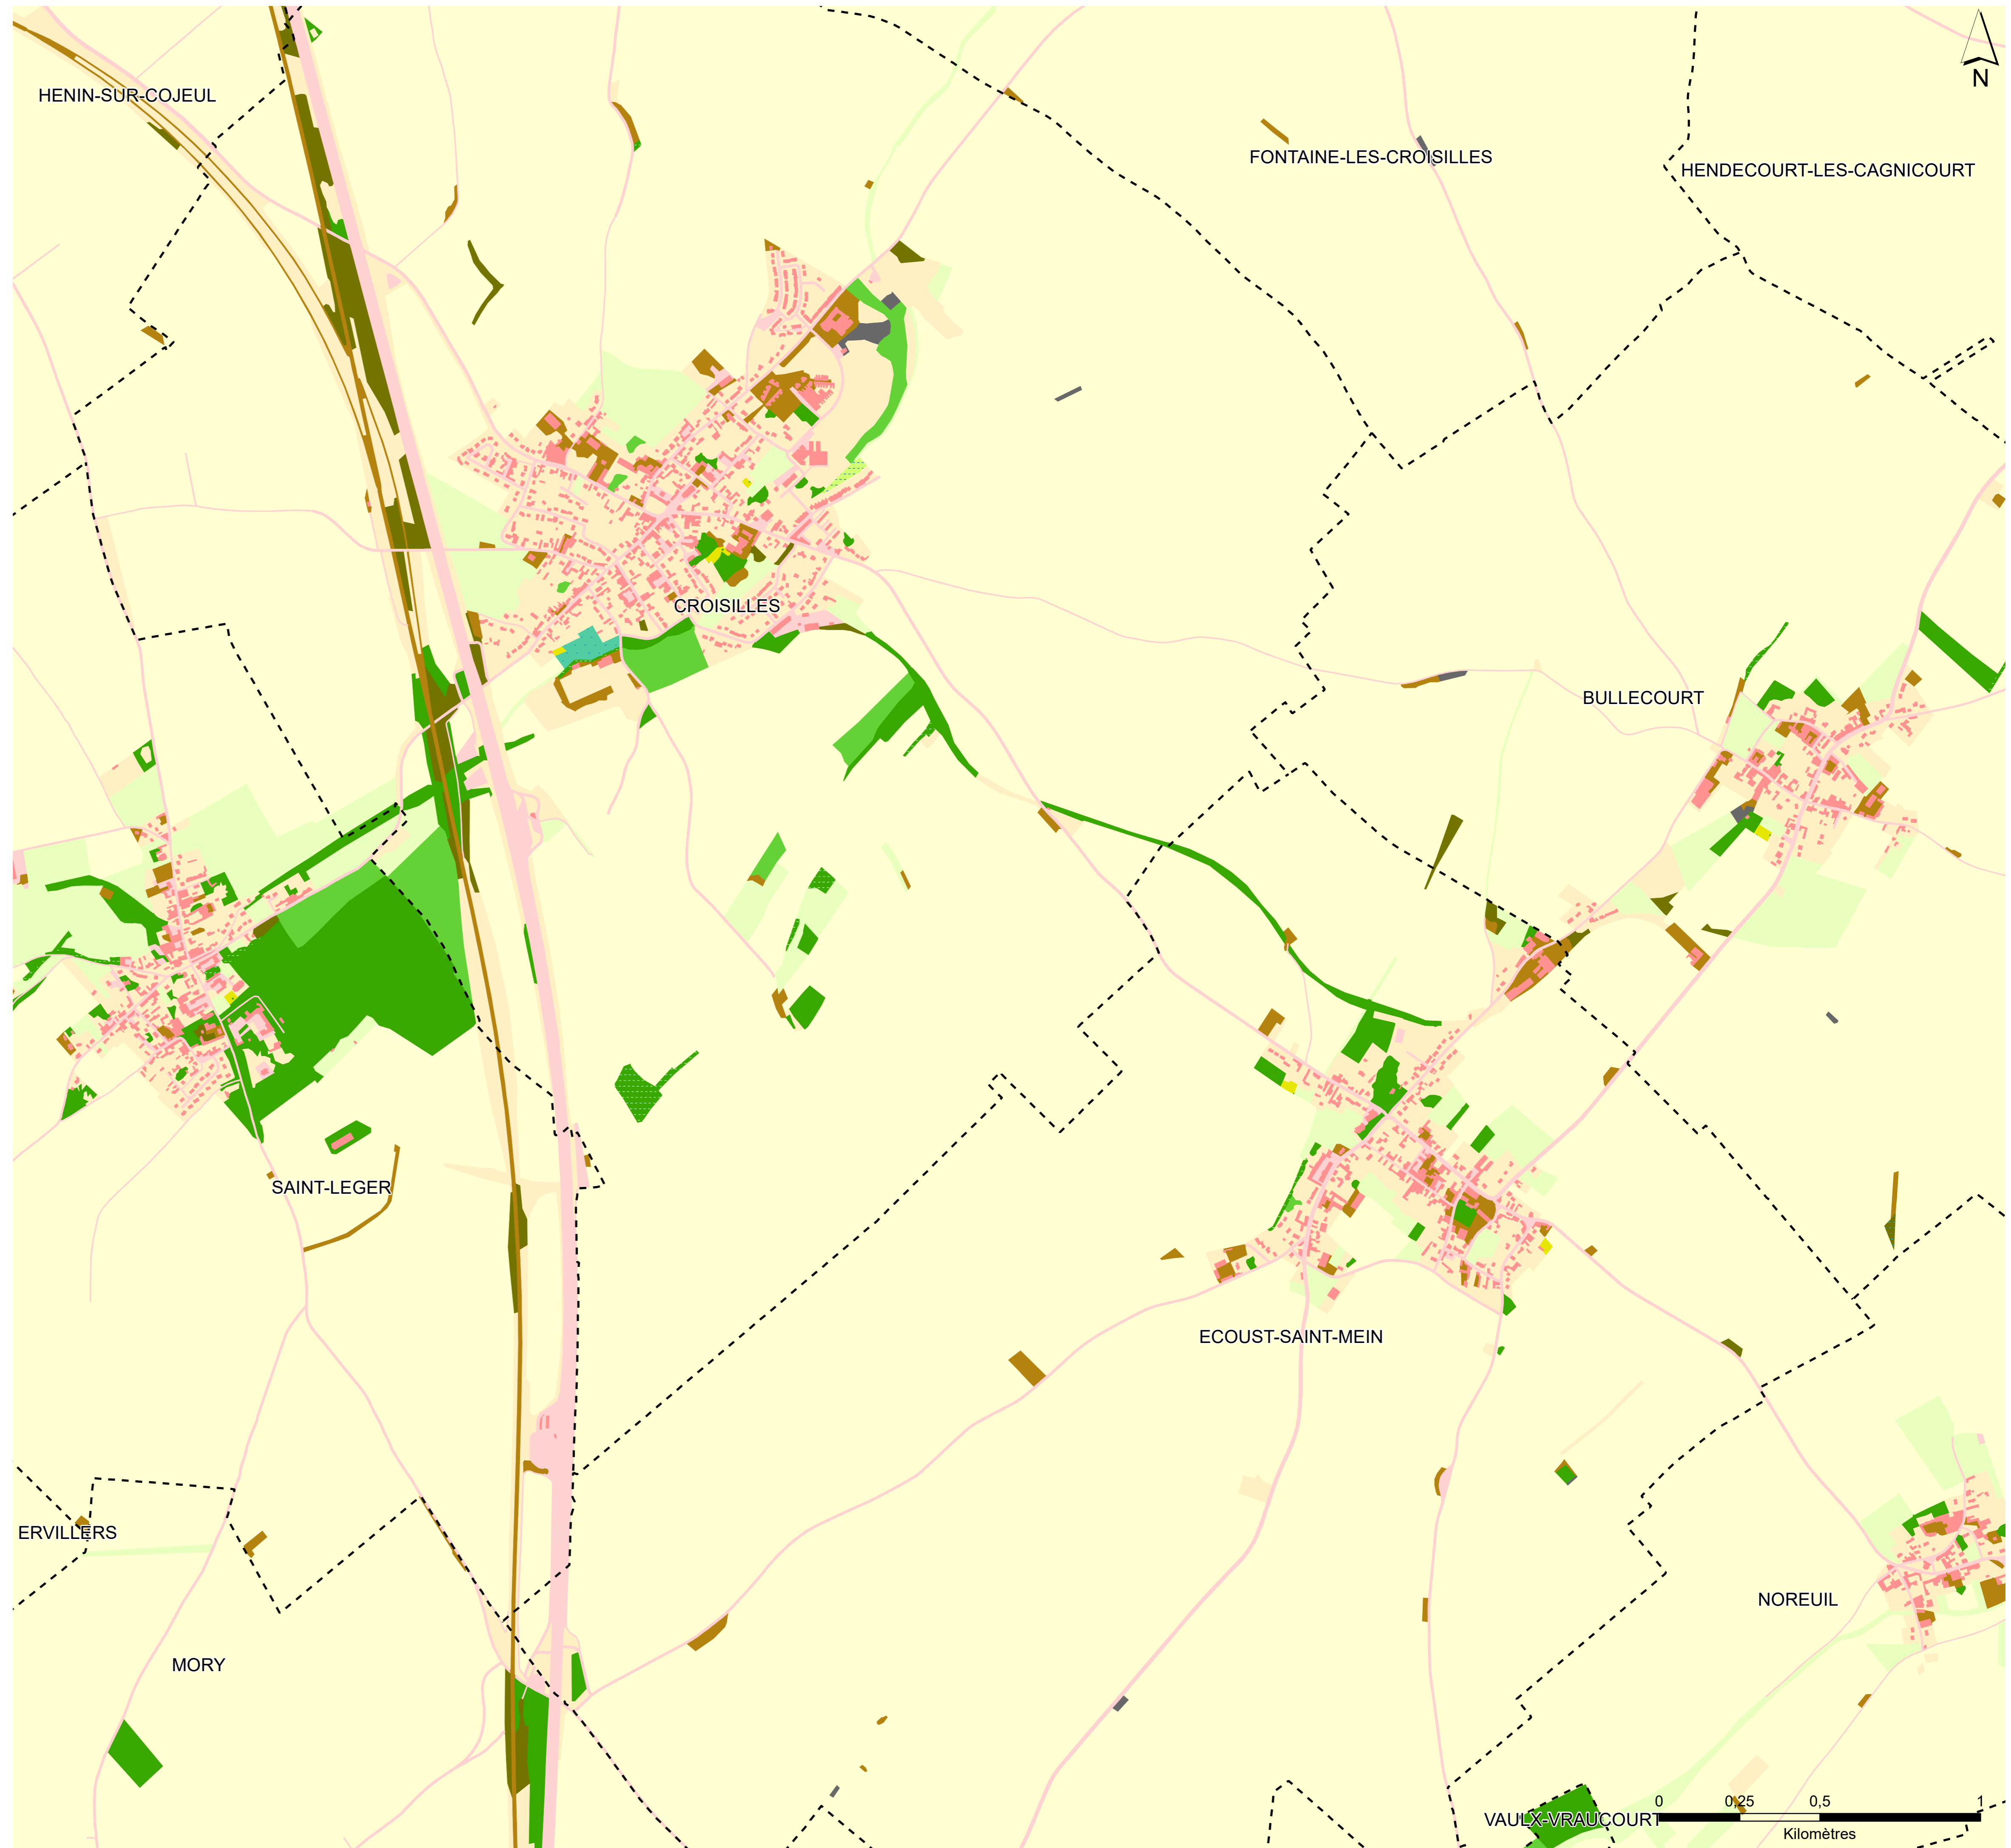 N
HENIN-SUR-COJEUL
FONTAINE-LES-CROISILLES
HENDECOURT-LES-CAGNICOURT
CROISILLES
BULLECOURT
SAINT-LEGER
ECOUST-SAINT-MEIN
ERVILLERS
NOREUIL
MORY
0 0,25 0,5 1
VAULX-VRAUCOURT
Kilomètres